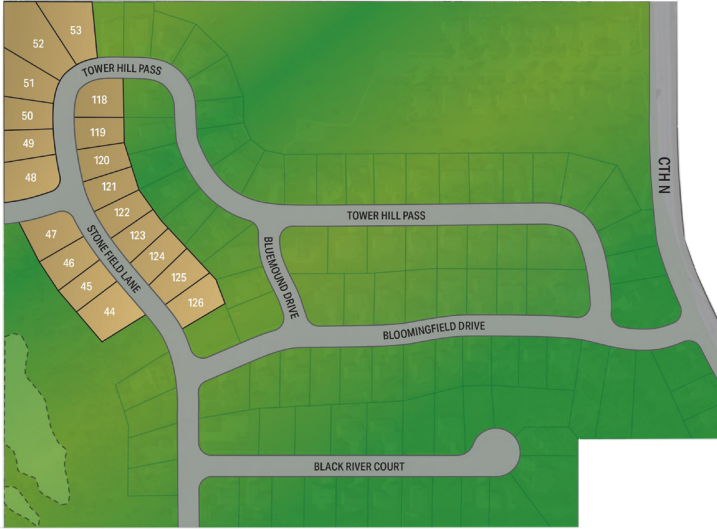 53
52
TOWER HILL PASS
51
118
50
119
49
120
48
121
122
TOWER HILL PASS
CTH N
47
123
STONE FIELD LANE
BLUEMOUND DRIVE
124
46
125
45
126
44
BLOOMINGFIELD DRIVE
BLACK RIVER COURT